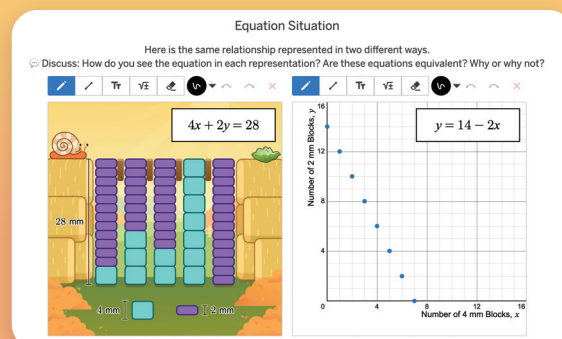 Equation Situation
Here is the same relationship represented in two different ways.
Discuss: How do you see the equation in each representation? Are these equations equivalent? Why or why not?
Tт √± Tт √±
4x + 2y = 28
28 mm
4 mm 2 mm
y = 14 − 2x
Number of 2 mm Blocks, y
16
12
8
4
0 4 8 12 16
Number of 4 mm Blocks, x